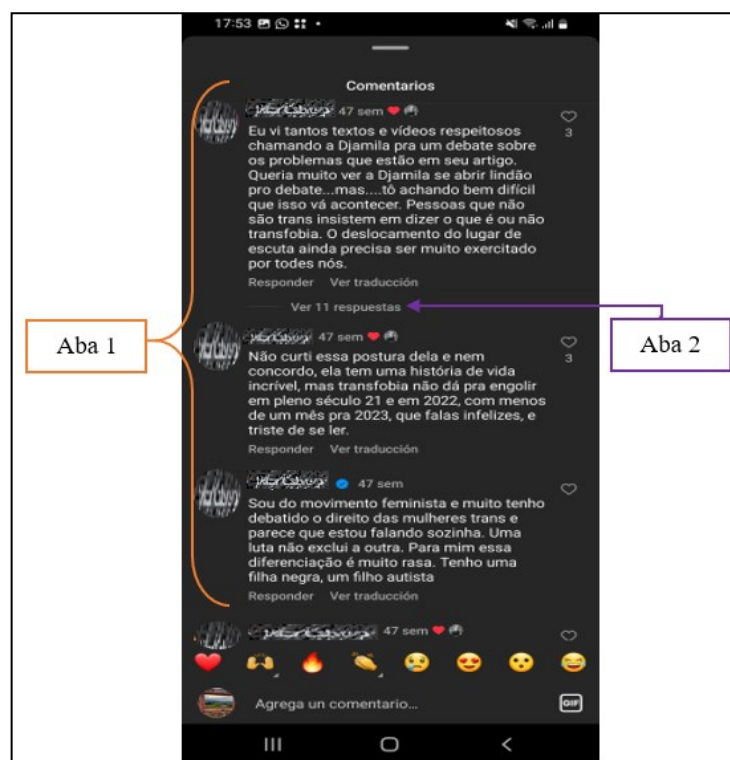 17:53
Comentarios
47 sem
Eu vi tantos textos e vídeos respeitosos
chamando a Djamila pra um debate sobre
os problemas que estão em seu artigo.
Queria muito ver a Djamila se abrir lindão
pro debate...mas....tô achando bem difícil
que isso vá acontecer. Pessoas que não
são trans insistem em dizer o que é ou não
transfobia. O deslocamento do lugar de
escuta ainda precisa ser muito exercitado
por todes nós.
3
Responder Ver traducción
Ver 11 respuestas
Aba 1
Aba 2
47 sem
Não curti essa postura dela e nem
concordo, ela tem uma história de vida
incrível, mas transfobia não dá pra engolir
em pleno século 21 e em 2022, com menos
de um mês pra 2023, que falas infelizes, e
triste de se ler.
3
Responder Ver traducción
47 sem
Sou do movimento feminista e muito tenho
debatido o direito das mulheres trans e
parece que estou falando sozinha. Uma
luta não exclui a outra. Para mim essa
diferenciação é muito rasa. Tenho uma
filha negra, um filho autista
Responder Ver traducción
47 sem
Agrega un comentario...
GIF